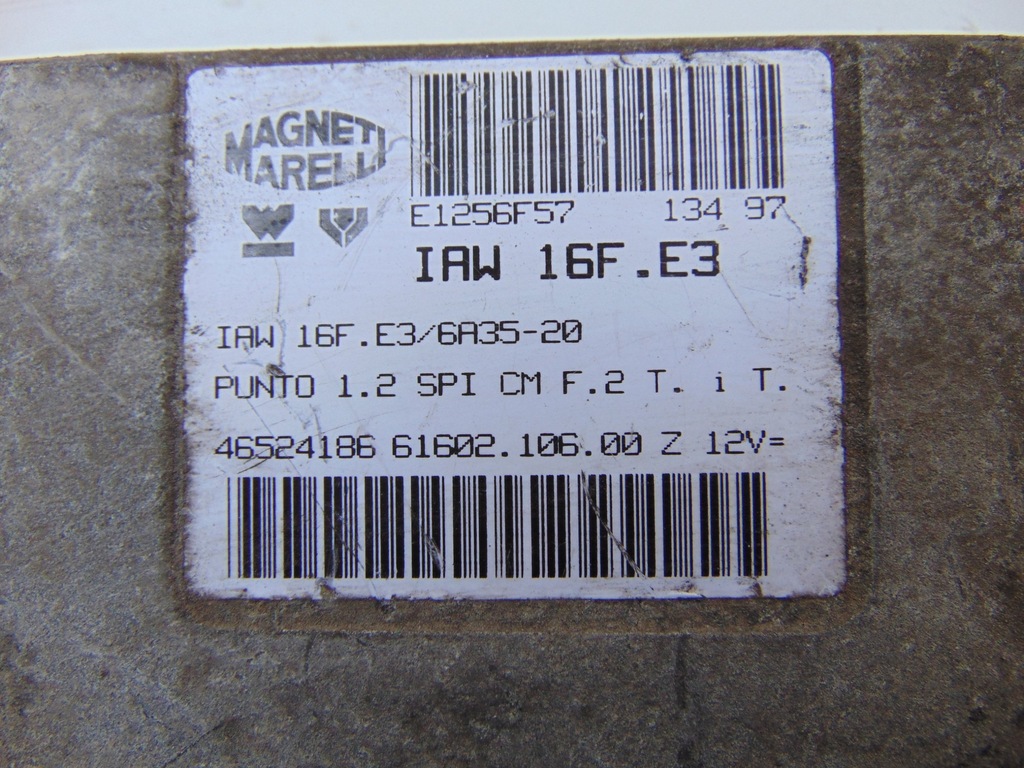 MAGNETI
MARELLI
E1256F57 134 97
IAW 16F.E3
IAW 16F.E3/6A35-20
PUNTO 1.2 SPI CM F.2 T. i T.
46524186 61602.106.00 Z 12V=